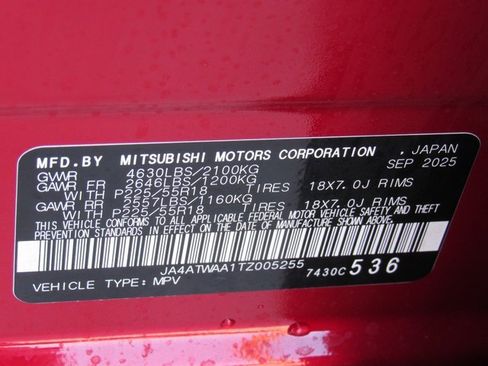 MFD.BY MITSUBISHI MOTORS CORPORATION , JAPAN
GVWR 4630LBS/2100KG SEP 2025
GAWR FR 2646LBS/1200KG
WITH P225/55R18 TIRES 18X7.0J RIMS
GAWR RR 2557LBS/1160KG
WITH P225/55R18 TIRES 18X7.0J RIMS
THIS VEHICLE CONFORMS TO ALL APPLICABLE FEDERAL MOTOR VEHICLE SAFETY AND THEFT
PREVENTION STANDARDS IN EFFECT ON THE DATE OF MANUFACTURE SHOWN ABOVE.
JA4ATWAA1TZ005255 7430C 536
VEHICLE TYPE: MPV